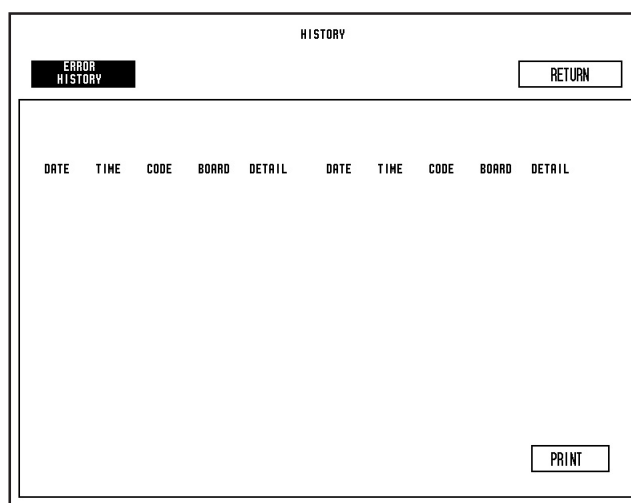 HISTORY
ERROR
HISTORY
RETURN
DATE TIME CODE BOARD DETAIL DATE TIME CODE BOARD DETAIL
PRINT